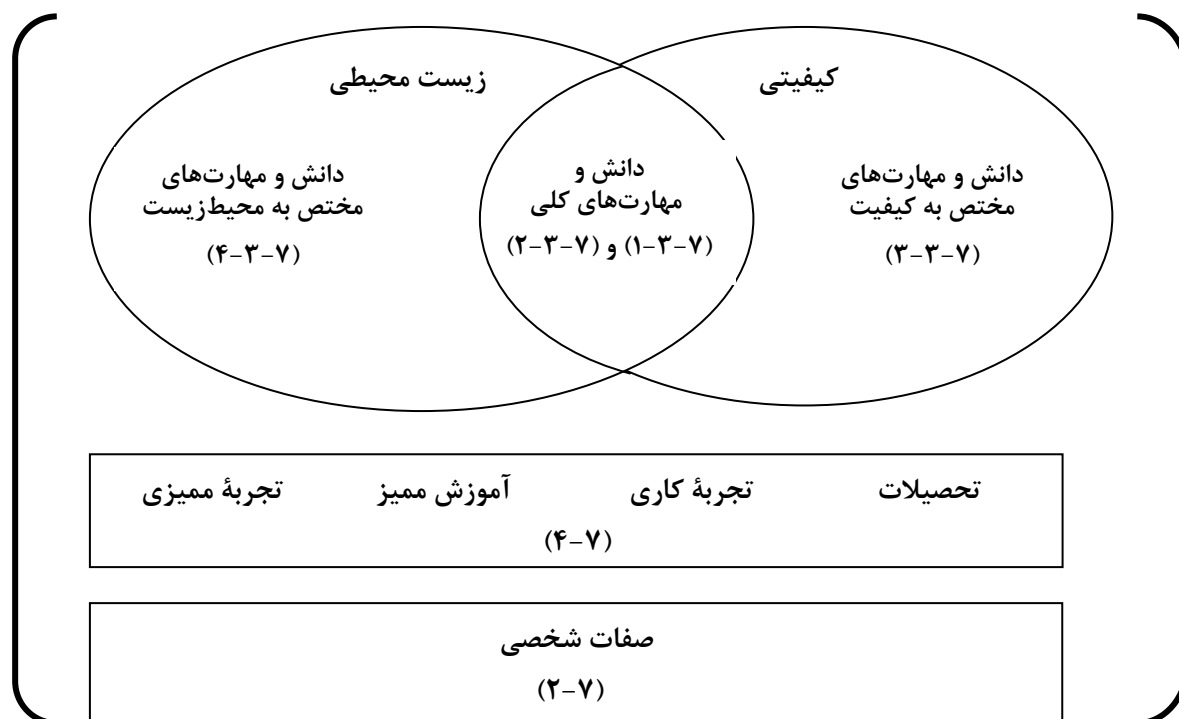 کیفیتی
زیست محیطی
دانش و مهارت‌های
مختص به کیفیت
(۳-۳-۷)
دانش و
مهارت‌های کلی
(۱-۳-۷) و (۲-۳-۷)
دانش و مهارت‌های
مختص به محیط‌زیست
(۴-۳-۷)
تحصیلات تجربۀ کاری آموزش ممیز تجربۀ ممیزی
(۴-۷)
صفات شخصی
(۲-۷)